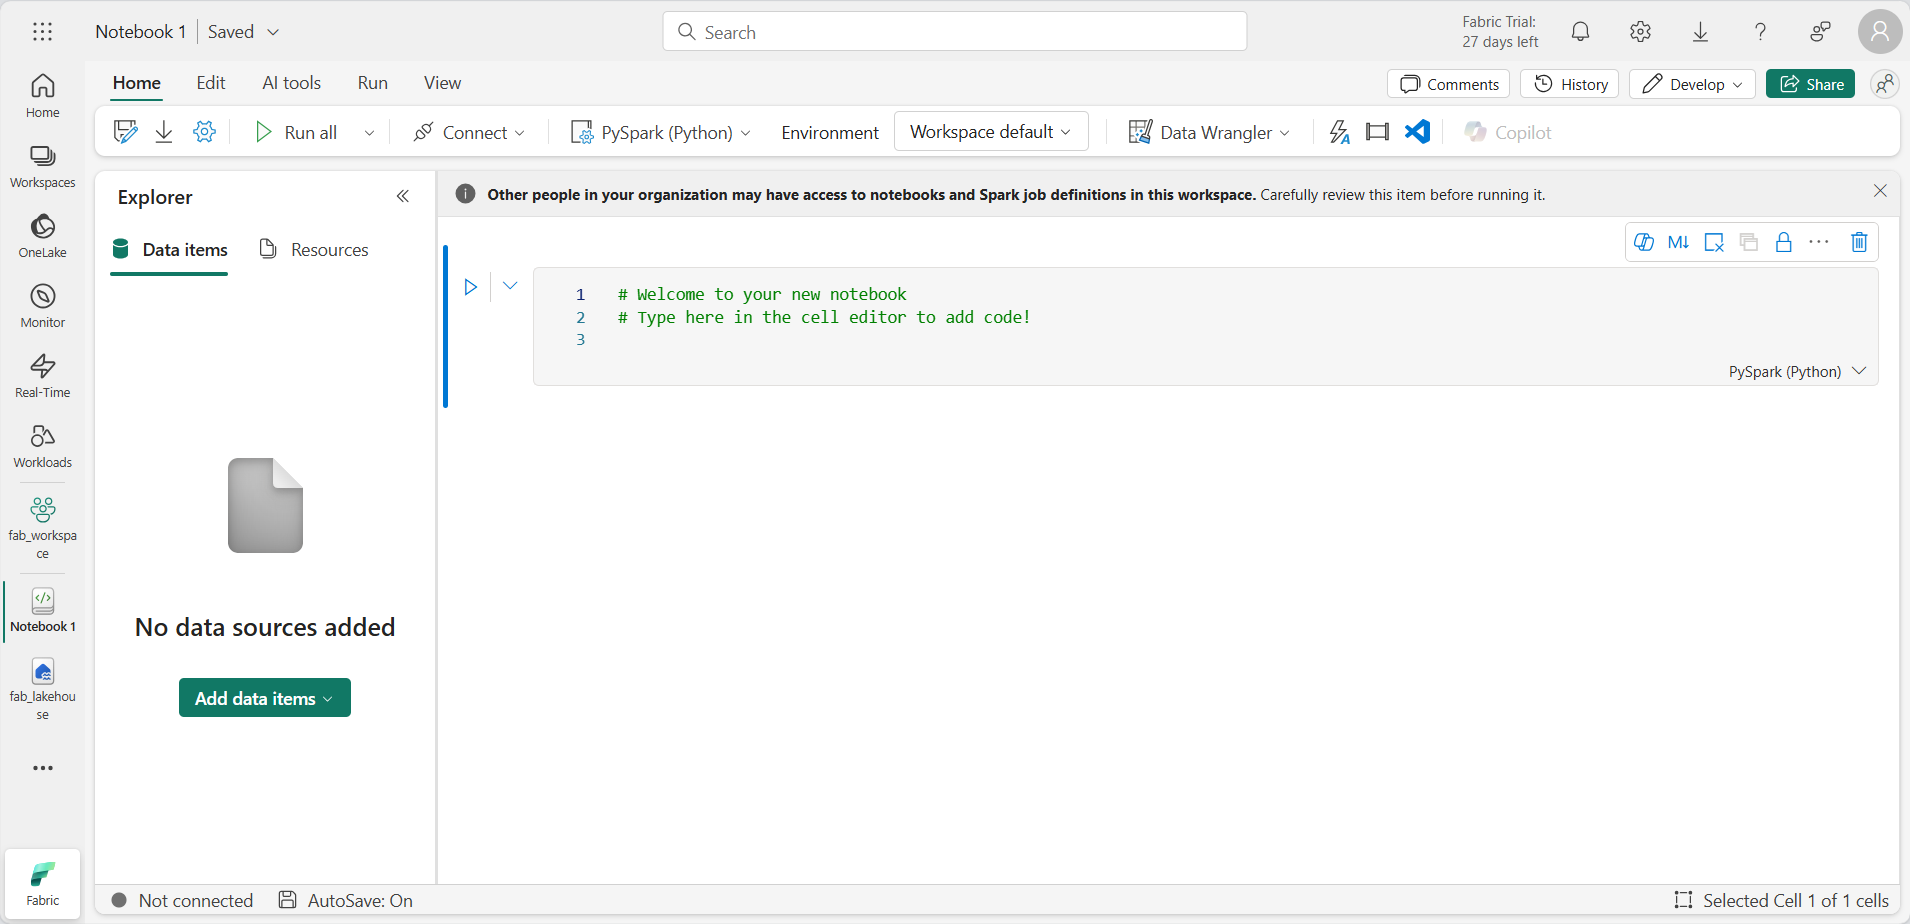 Notebook 1 Saved
Search
Fabric Trial:
27 days left
Home Edit AI tools Run View
Comments History Develop Share
Run all Connect PySpark (Python) Environment Workspace default Data Wrangler Copilot
Home
Workspaces
OneLake
Monitor
Real-Time
Workloads
fab_workspa
ce
Notebook 1
fab_lakehou
se
Fabric
Explorer
Data items Resources
No data sources added
Add data items
Other people in your organization may have access to notebooks and Spark job definitions in this workspace. Carefully review this item before running it.
M↓
1 # Welcome to your new notebook
2 # Type here in the cell editor to add code!
3
PySpark (Python)
Not connected AutoSave: On Selected Cell 1 of 1 cells